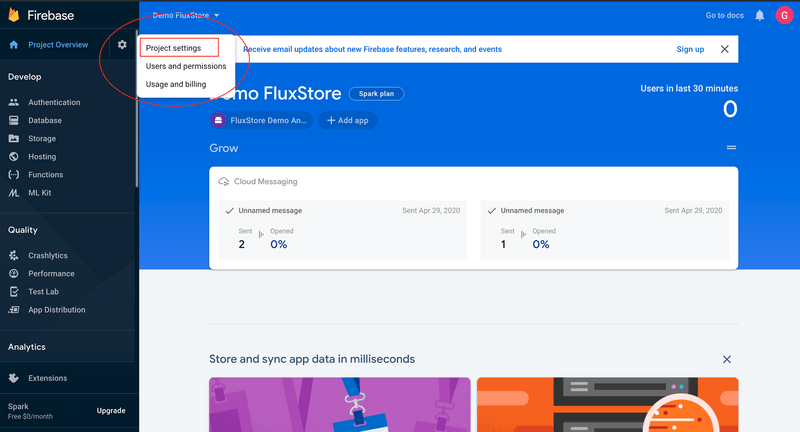 Firebase
Project Overview
Develop
Authentication
Database
Storage
Hosting
Functions
ML Kit
Quality
Crashlytics
Performance
Test Lab
App Distribution
Analytics
Extensions
Spark
Free $0/month
Upgrade
Demo FluxStore
Go to docs
G
Project settings
Users and permissions
Usage and billing
Receive email updates about new Firebase features, research, and events
Sign up
Demo FluxStore
Spark plan
Users in last 30 minutes
0
FluxStore Demo An...
Add app
Grow
Cloud Messaging
Unnamed message
Sent Apr 29, 2020
Sent
Opened
2
0%
Unnamed message
Sent Apr 29, 2020
Sent
Opened
1
0%
Store and sync app data in milliseconds